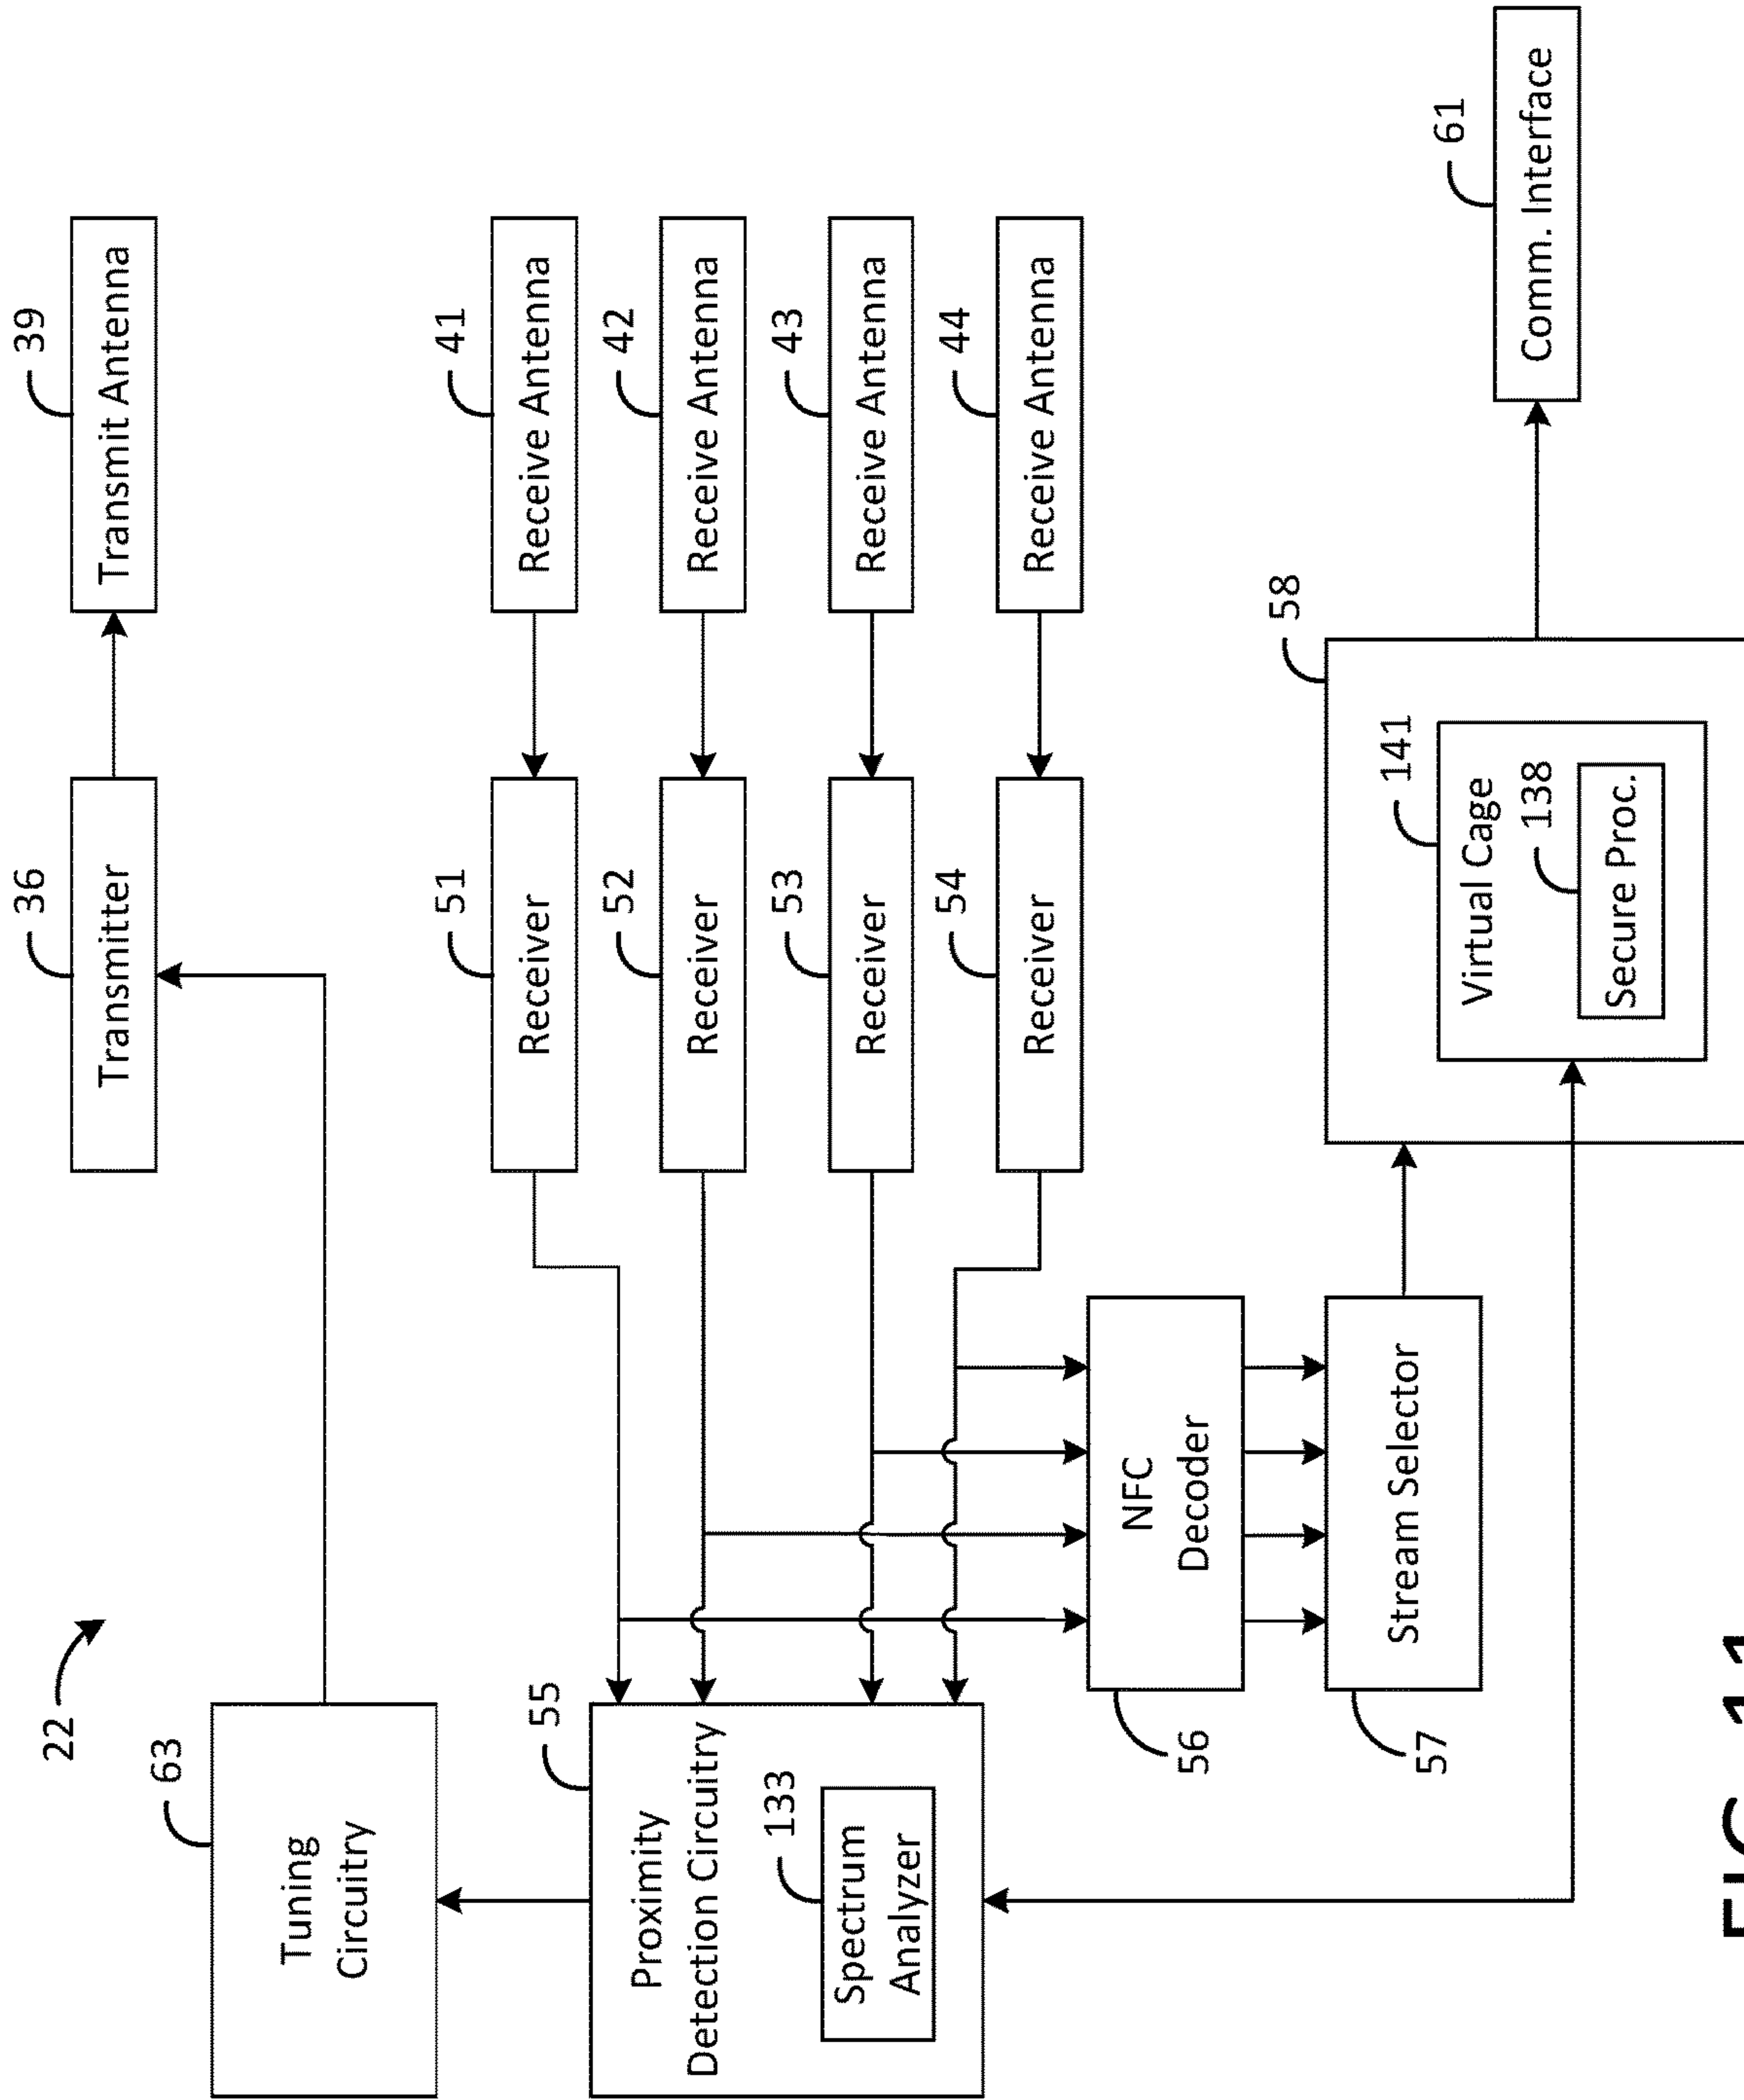 22
36
39
Transmitter
Transmit Antenna
63
Tuning
Circuitry
51
41
Receiver
Receive Antenna
55
Proximity
Detection Circuitry
52
42
Receiver
Receive Antenna
133
Spectrum
Analyzer
53
43
Receiver
Receive Antenna
54
44
Receiver
Receive Antenna
NFC
Decoder
56
58
Stream Selector
57
141
61
Virtual Cage
Comm. Interface
138
Secure Proc.
FIG. 11